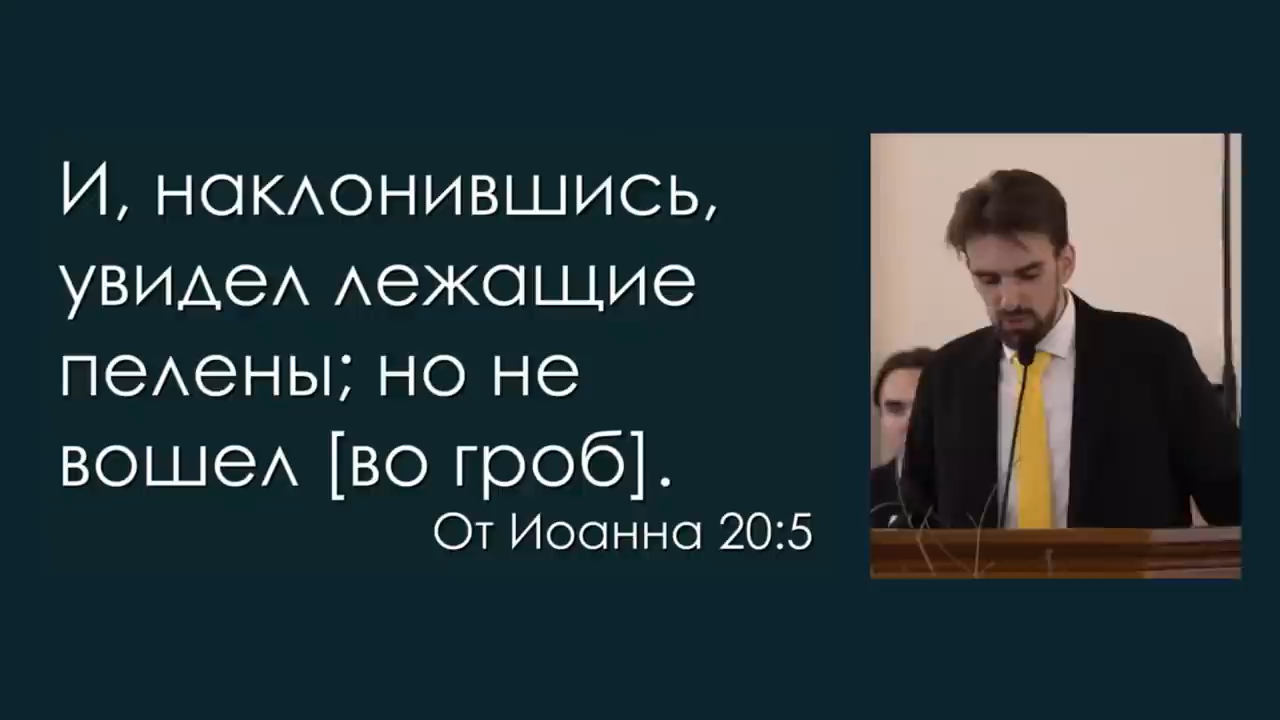 И, наклонившись,
увидел лежащие
пелены; но не
вошел [во гроб].
От Иоанна 20:5